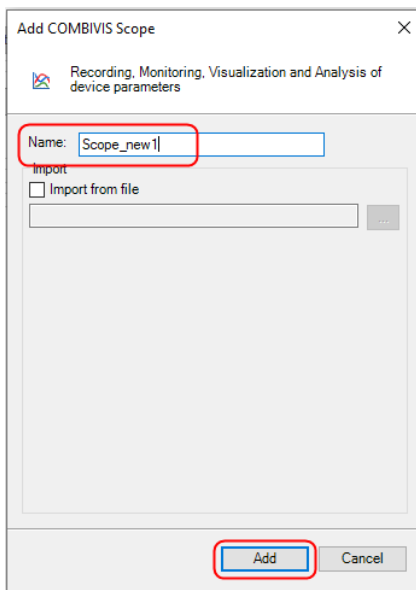 Add COMBIVIS Scope
Recording, Monitoring, Visualization and Analysis of
device parameters
Name: Scope_new1
Import
Import from file
...
Add Cancel